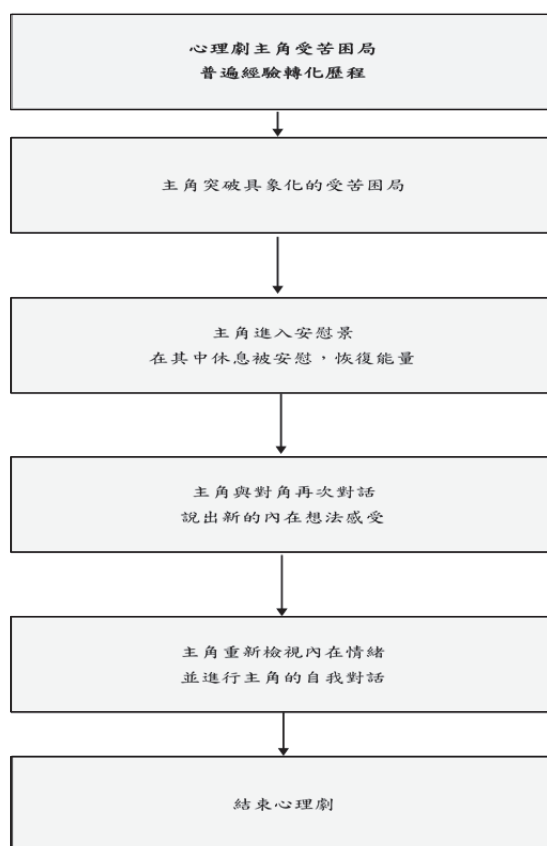 心理劇主角受苦困局
普遍經驗轉化歷程
主角突破具象化的受苦困局
主角進入安慰景
在其中休息被安慰，恢復能量
主角與對角再次對話
說出新的內在想法感受
主角重新檢視內在情緒
並進行主角的自我對話
結束心理劇